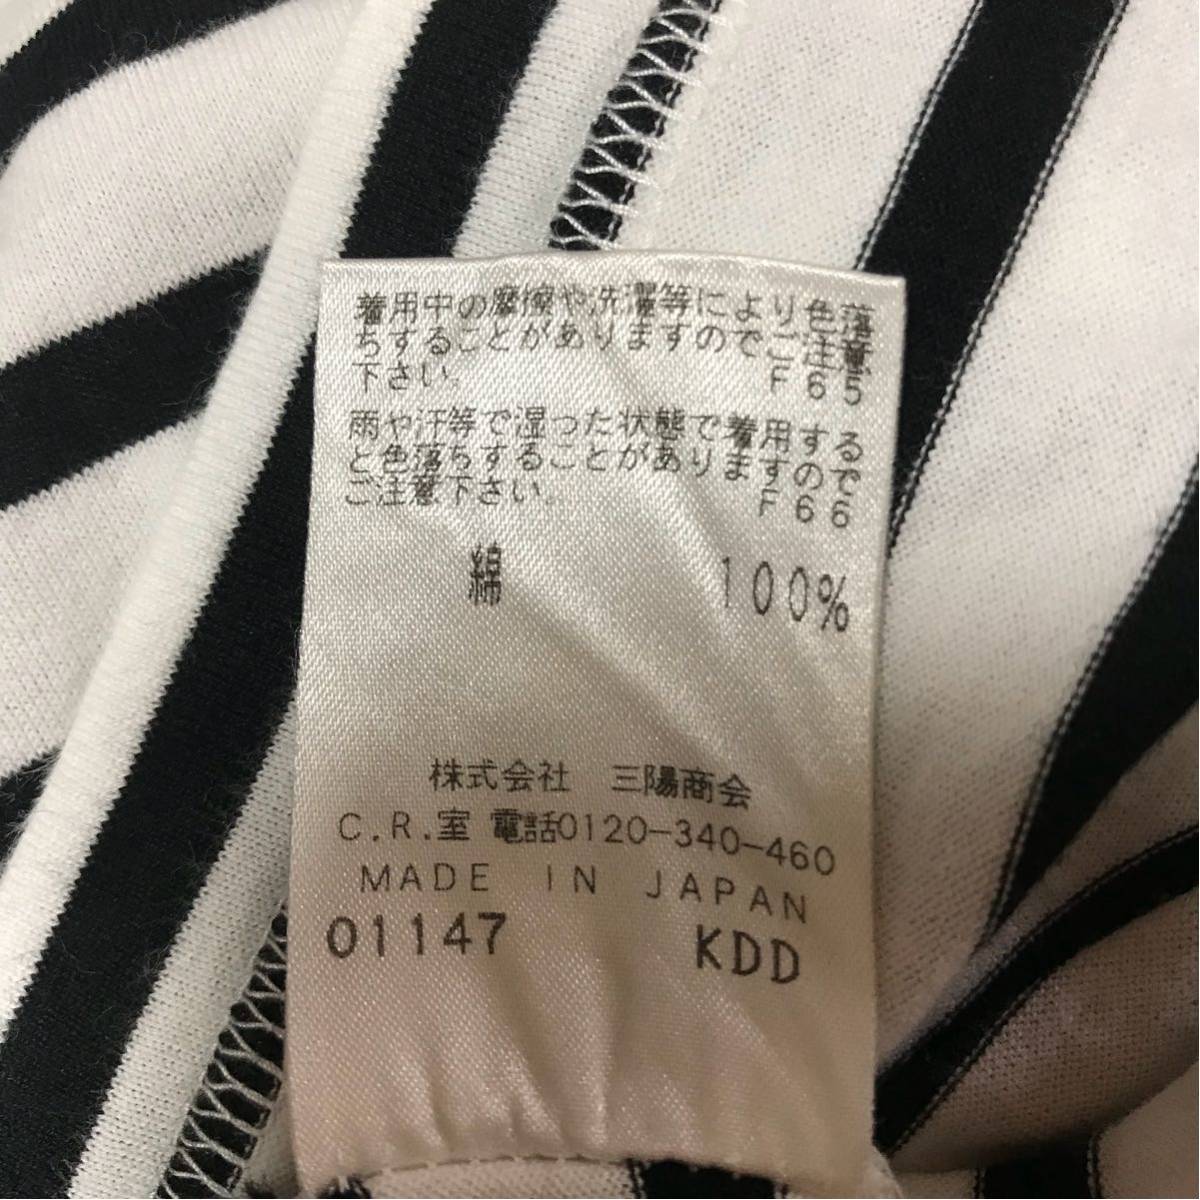 着用中の摩擦や洗濯等により色落
ちすることがありますのでご注意
下さい。 F65
雨や汗等で湿った状態で着用する
と色落ちすることがありますので
ご注意下さい。 F66
綿 100%
株式会社 三陽商会
C.R.室 電話0120-340-460
MADE IN JAPAN
01147 KDD